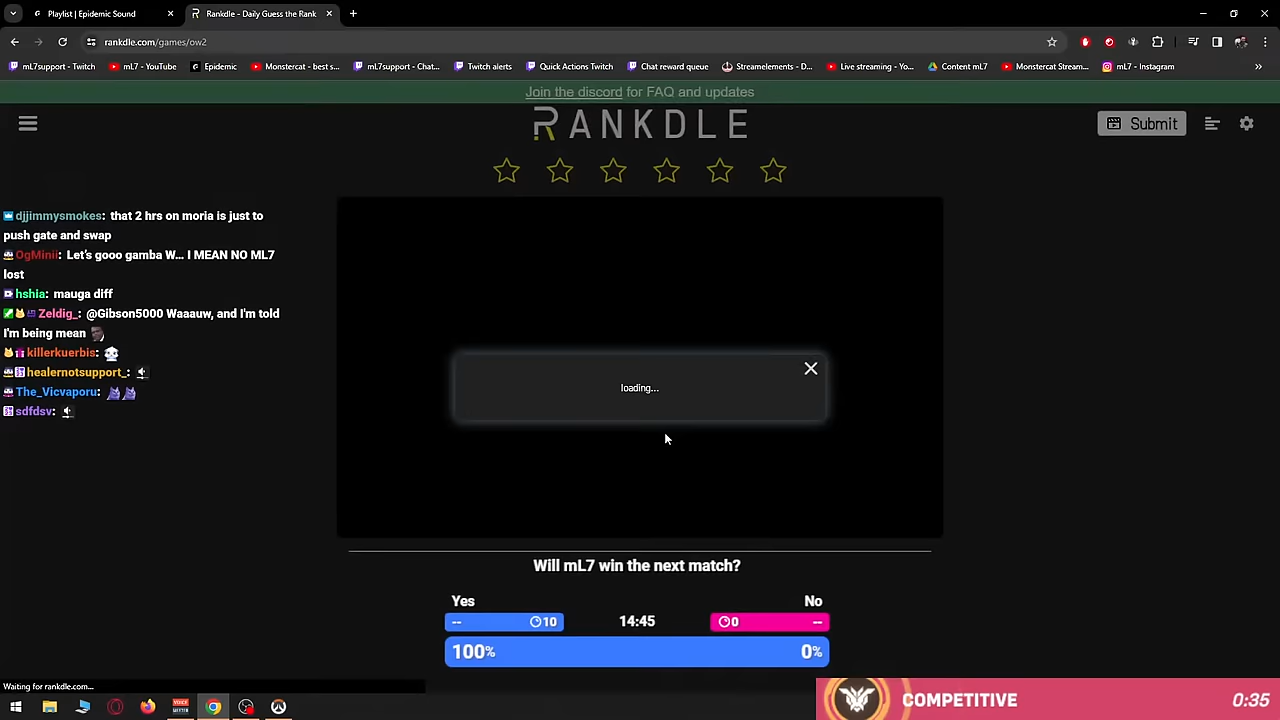 Playlist | Epidemic Sound
Rankdle - Daily Guess the Rank
rankdle.com/games/ow2
mL7support - Twitch
mL7 - YouTube
Epidemic
Monstercat - best s...
mL7support - Chat...
Twitch alerts
Quick Actions Twitch
Chat reward queue
Streamelements - D...
Live streaming - Yo...
Content mL7
Monstercat Stream...
mL7 - Instagram
Join the discord for FAQ and updates
RANKDLE
Submit
djjimmysmokes: that 2 hrs on moria is just to
push gate and swap
OgMinii: Let's gooo gamba W... I MEAN NO ML7
lost
hshia: mauga diff
Zeldig_: @Gibson5000 Waaauw, and I'm told
I'm being mean
killerkuerbis:
healernotsupport_:
The_Vicvaporu:
sdfdsv:
loading...
Will mL7 win the next match?
Yes No
-- 10 14:45 0 --
100% 0%
Waiting for rankdle.com...
COMPETITIVE 0:35